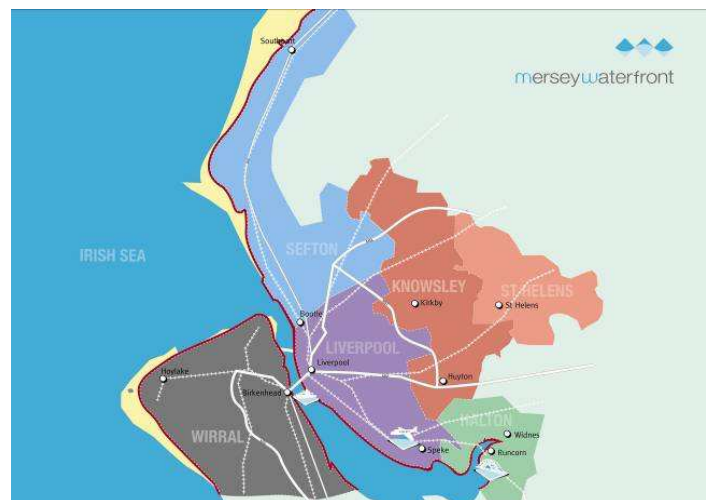 Southport
merseywaterfront
IRISH SEA
SEFTON
KNOWSLEY
ST HELENS
Kirkby
St Helens
Bootle
LIVERPOOL
Liverpool
Huyton
Hoylake
Birkenhead
HALTON
WIRRAL
Widnes
Speke
Runcorn